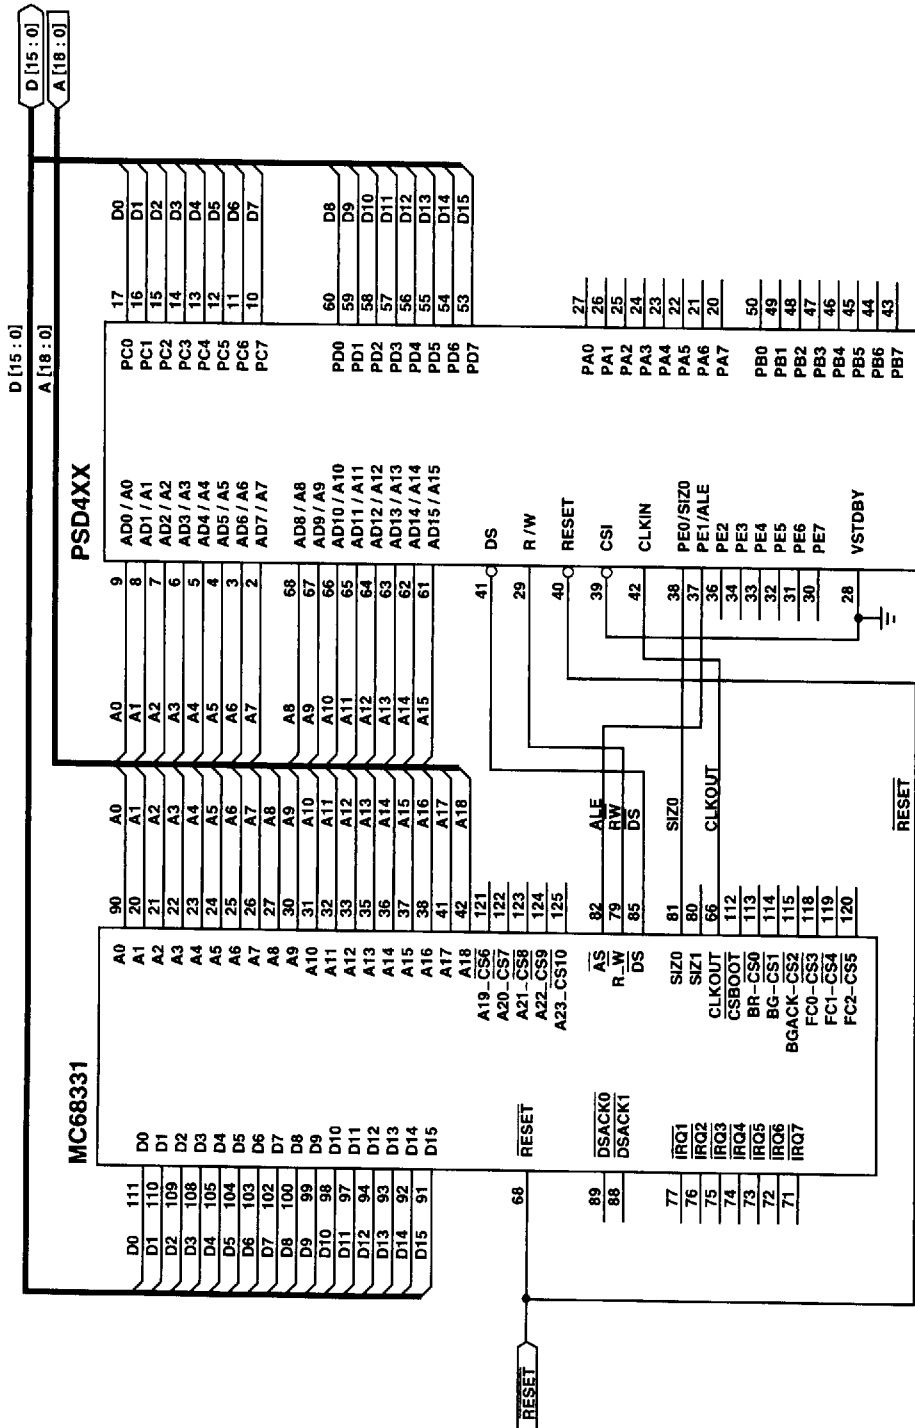 D [15 : 0]
A [18 : 0]
D [15 : 0]
A [18 : 0]
MC68331
D0 111 D0
D1 110 D1
D2 109 D2
D3 108 D3
D4 105 D4
D5 104 D5
D6 103 D6
D7 102 D7
D8 100 D8
D9 99 D9
D10 98 D10
D11 97 D11
D12 94 D12
D13 93 D13
D14 92 D14
D15 91 D15
RESET
68 RESET
89 DSACK0
88 DSACK1
77 IRQ1
76 IRQ2
75 IRQ3
74 IRQ4
73 IRQ5
72 IRQ6
71 IRQ7
A0 90 A0
A1 20 A1
A2 21 A2
A3 22 A3
A4 23 A4
A5 24 A5
A6 25 A6
A7 26 A7
A8 27 A8
A9 30 A9
A10 31 A10
A11 32 A11
A12 33 A12
A13 35 A13
A14 36 A14
A15 37 A15
A16 38 A16
A17 41 A17
A18 42 A18
A19_CS6 121
A20_CS7 122
A21_CS8 123
A22_CS9 124
A23_CS10 125
AS 82 ALE
R_W 79 RW
DS 85 DS
SIZ0 81 SIZ0
SIZ1 80
CLKOUT 66 CLKOUT
CSBOOT 112
BR–CS0 113
BG–CS1 114
BGACK–CS2 115
FC0–CS3 118
FC1–CS4 119
FC2–CS5 120
RESET
PSD4XX
A0 9 AD0 / A0
A1 8 AD1 / A1
A2 7 AD2 / A2
A3 6 AD3 / A3
A4 5 AD4 / A4
A5 4 AD5 / A5
A6 3 AD6 / A6
A7 2 AD7 / A7
A8 68 AD8 / A8
A9 67 AD9 / A9
A10 66 AD10 / A10
A11 65 AD11 / A11
A12 64 AD12 / A12
A13 63 AD13 / A13
A14 62 AD14 / A14
A15 61 AD15 / A15
41 DS
29 R / W
40 RESET
39 CSI
42 CLKIN
38 PE0/SIZ0
37 PE1/ALE
36 PE2
34 PE3
33 PE4
32 PE5
31 PE6
30 PE7
28 VSTDBY
PC0 17 D0
PC1 16 D1
PC2 15 D2
PC3 14 D3
PC4 13 D4
PC5 12 D5
PC6 11 D6
PC7 10 D7
PD0 60 D8
PD1 59 D9
PD2 58 D10
PD3 57 D11
PD4 56 D12
PD5 55 D13
PD6 54 D14
PD7 53 D15
PA0 27
PA1 26
PA2 25
PA3 24
PA4 23
PA5 22
PA6 21
PA7 20
PB0 50
PB1 49
PB2 48
PB3 47
PB4 46
PB5 45
PB6 44
PB7 43